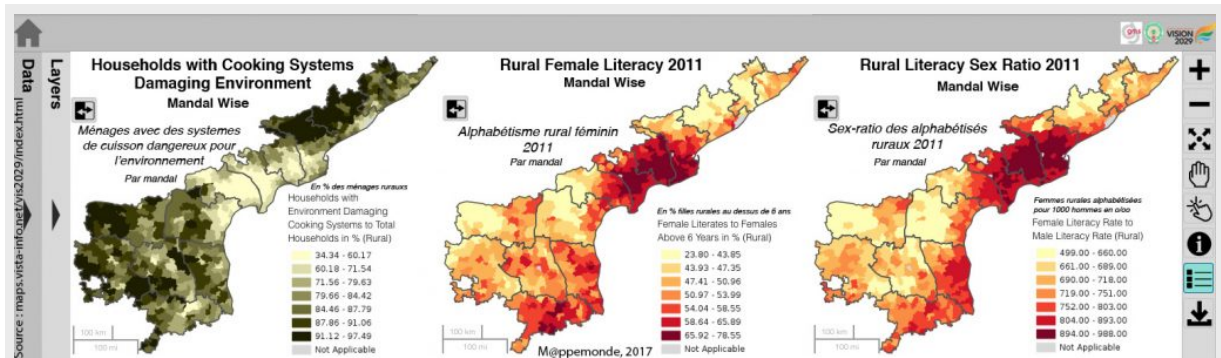 VISION
2029
Data
Layers
Source : maps.vista-info.net/vis2029/index.html
Households with Cooking Systems
Damaging Environment
Mandal Wise
Ménages avec des systèmes
de cuisson dangereux pour
l'environnement
Par mandal
En % des ménages ruraux
Households with
Environment Damaging
Cooking Systems to Total
Households in % (Rural)
34.34 - 60.17
60.18 - 71.54
71.56 - 79.63
79.66 - 84.42
84.46 - 87.79
87.86 - 91.06
91.12 - 97.49
Not Applicable
100 km
100 mi
Rural Female Literacy 2011
Mandal Wise
Alphabétisme rural féminin
2011
Par mandal
En % filles rurales au dessus de 6 ans
Female Literates to Females
Above 6 Years in % (Rural)
23.80 - 43.85
43.93 - 47.35
47.41 - 50.96
50.97 - 53.99
54.04 - 58.55
58.64 - 65.89
65.92 - 78.55
Not Applicable
100 km
100 mi
M@ppemonde, 2017
Rural Literacy Sex Ratio 2011
Mandal Wise
Sex-ratio des alphabétisés
ruraux 2011
Par mandal
Femmes rurales alphabétisées
pour 1000 hommes en o/oo
Female Literacy Rate to
Male Literacy Rate (Rural)
499.00 - 660.00
661.00 - 689.00
690.00 - 718.00
719.00 - 751.00
752.00 - 803.00
804.00 - 893.00
894.00 - 988.00
Not Applicable
100 km
100 mi